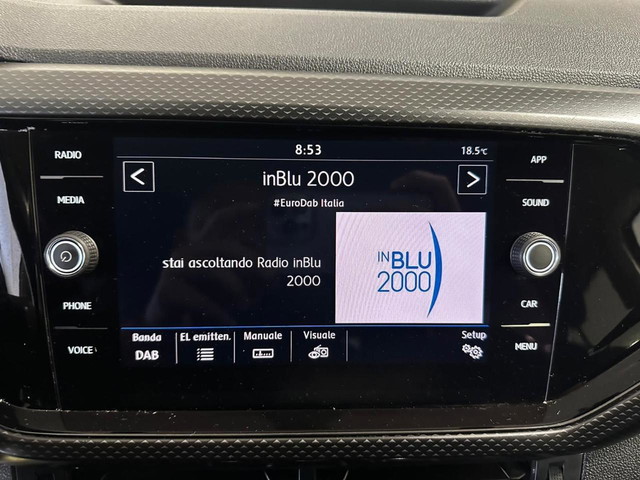 8:53
18.5°C
RADIO
MEDIA
PHONE
VOICE
inBlu 2000
#EuroDab Italia
stai ascoltando Radio inBlu
2000
IN BLU
2000
Banda
DAB
El. emitten.
Manuale
Visuale
Setup
APP
SOUND
CAR
MENU